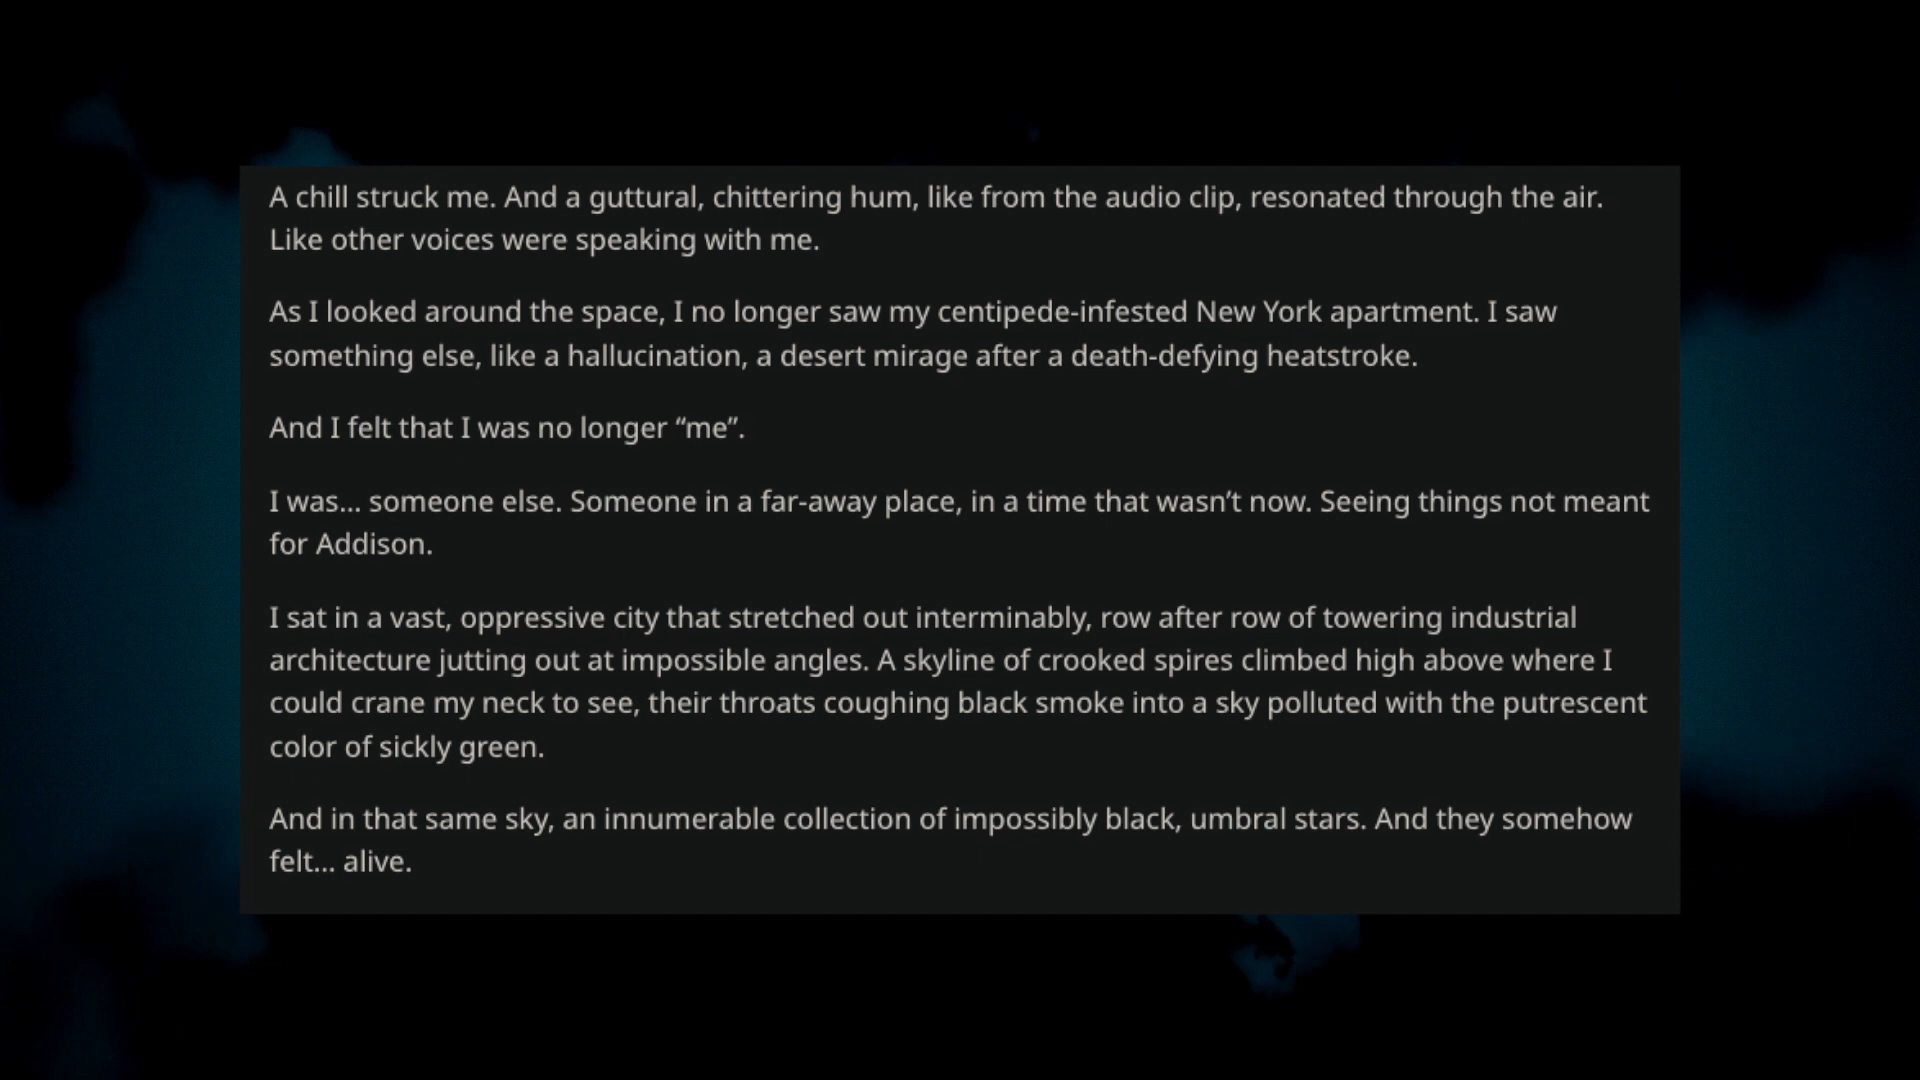 A chill struck me. And a guttural, chittering hum, like from the audio clip, resonated through the air.
Like other voices were speaking with me.
As I looked around the space, I no longer saw my centipede-infested New York apartment. I saw
something else, like a hallucination, a desert mirage after a death-defying heatstroke.
And I felt that I was no longer “me”.
I was… someone else. Someone in a far-away place, in a time that wasn’t now. Seeing things not meant
for Addison.
I sat in a vast, oppressive city that stretched out interminably, row after row of towering industrial
architecture jutting out at impossible angles. A skyline of crooked spires climbed high above where I
could crane my neck to see, their throats coughing black smoke into a sky polluted with the putrescent
color of sickly green.
And in that same sky, an innumerable collection of impossibly black, umbral stars. And they somehow
felt… alive.